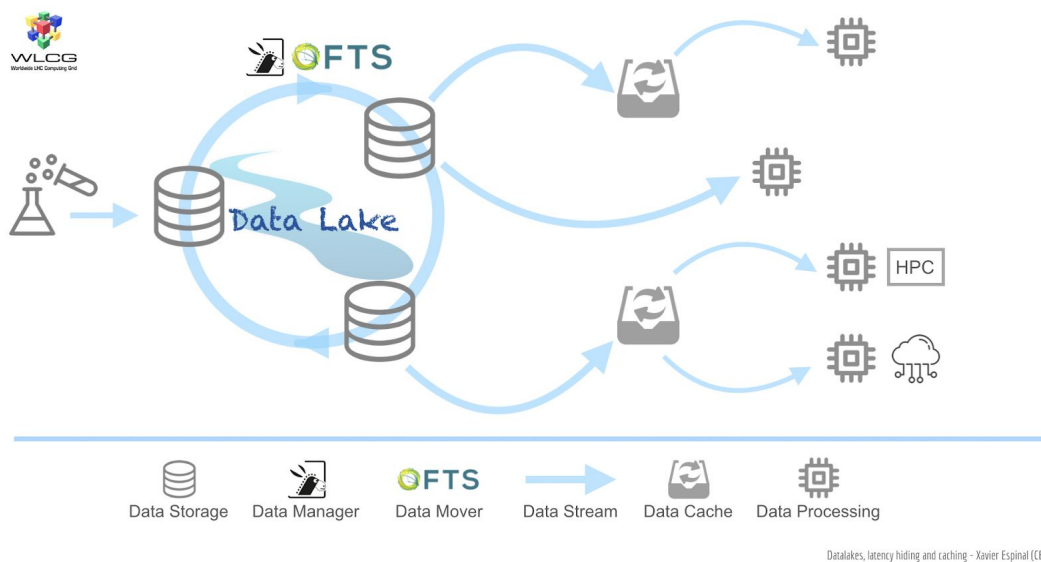 WLCG
Worldwide LHC Computing Grid
FTS
Data Lake
HPC
FTS
Data Storage
Data Manager
Data Mover
Data Stream
Data Cache
Data Processing
Datalakes, latency hiding and caching - Xavier Espinal (CE